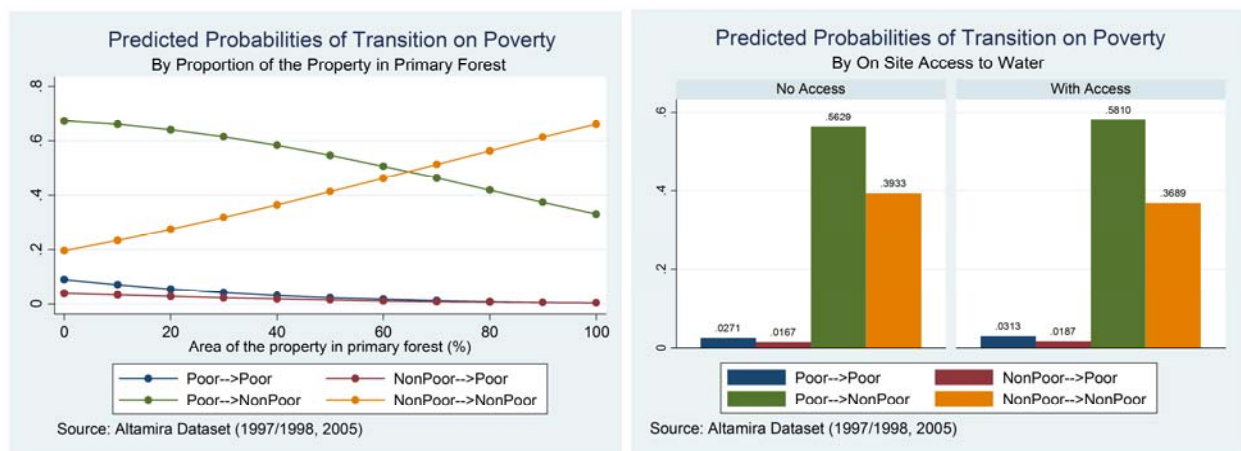 Predicted Probabilities of Transition on Poverty
By Proportion of the Property in Primary Forest
.8
.6
.4
.2
0
0 20 40 60 80 100
Area of the property in primary forest (%)
Poor-->Poor NonPoor-->Poor
Poor-->NonPoor NonPoor-->NonPoor
Source: Altamira Dataset (1997/1998, 2005)
Predicted Probabilities of Transition on Poverty
By On Site Access to Water
No Access With Access
.6
.4
.2
0
.0271 .0167 .5629 .3933
.0313 .0187 .5810 .3689
Poor-->Poor NonPoor-->Poor
Poor-->NonPoor NonPoor-->NonPoor
Source: Altamira Dataset (1997/1998, 2005)